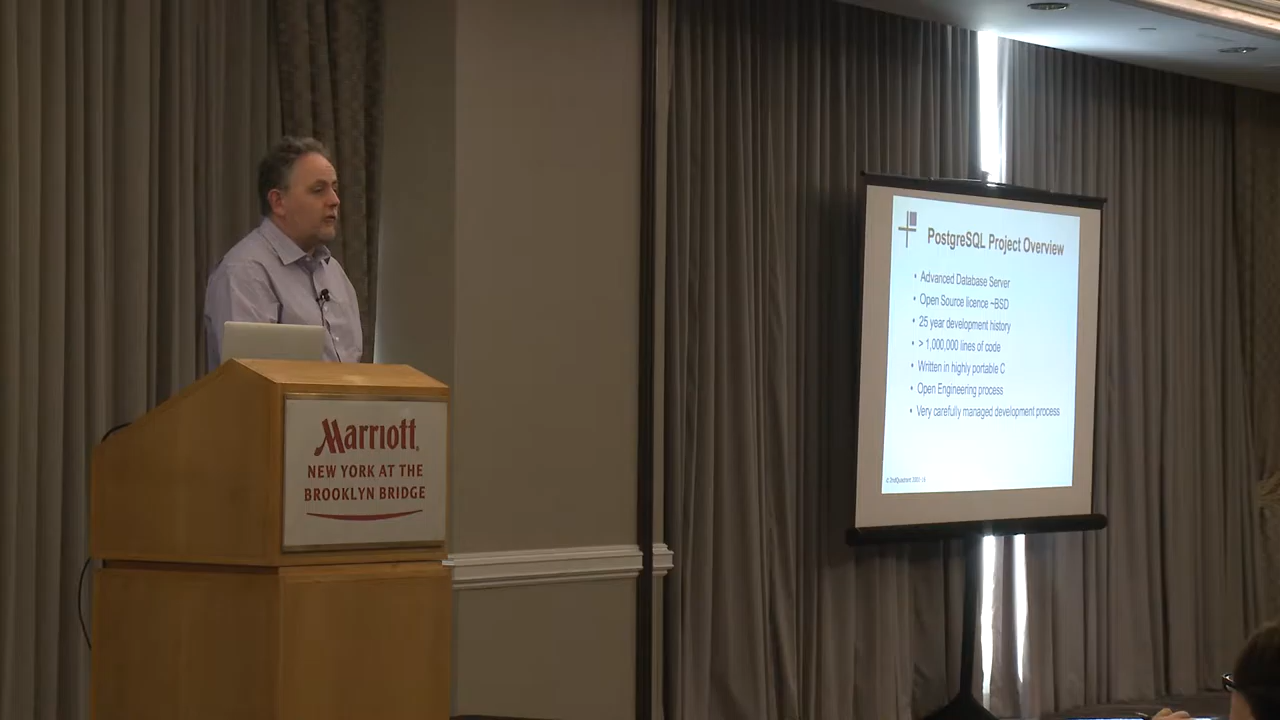 Marriott
NEW YORK AT THE
BROOKLYN BRIDGE
PostgreSQL Project Overview
• Advanced Database Server
• Open Source licence ~BSD
• 25 year development history
• > 1,000,000 lines of code
• Written in highly portable C
• Open Engineering process
• Very carefully managed development process
© 2ndQuadrant